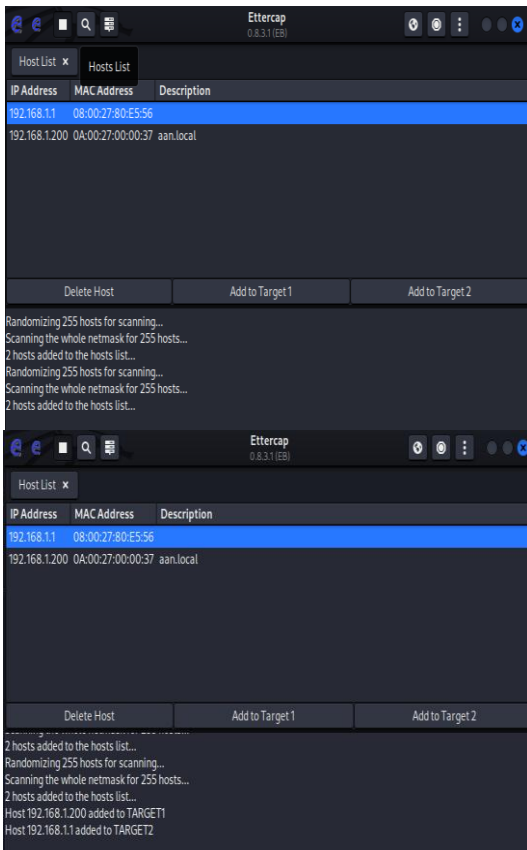 Ettercap
0.8.3.1 (EB)
Host List ×
Hosts List
IP Address MAC Address Description
192.168.1.1 08:00:27:80:E5:56
192.168.1.200 0A:00:27:00:00:37 aan.local
Delete Host Add to Target 1 Add to Target 2
Randomizing 255 hosts for scanning...
Scanning the whole netmask for 255 hosts...
2 hosts added to the hosts list...
Randomizing 255 hosts for scanning...
Scanning the whole netmask for 255 hosts...
2 hosts added to the hosts list...
Ettercap
0.8.3.1 (EB)
Host List ×
IP Address MAC Address Description
192.168.1.1 08:00:27:80:E5:56
192.168.1.200 0A:00:27:00:00:37 aan.local
Delete Host Add to Target 1 Add to Target 2
2 hosts added to the hosts list...
Randomizing 255 hosts for scanning...
Scanning the whole netmask for 255 hosts...
2 hosts added to the hosts list...
Host 192.168.1.200 added to TARGET1
Host 192.168.1.1 added to TARGET2